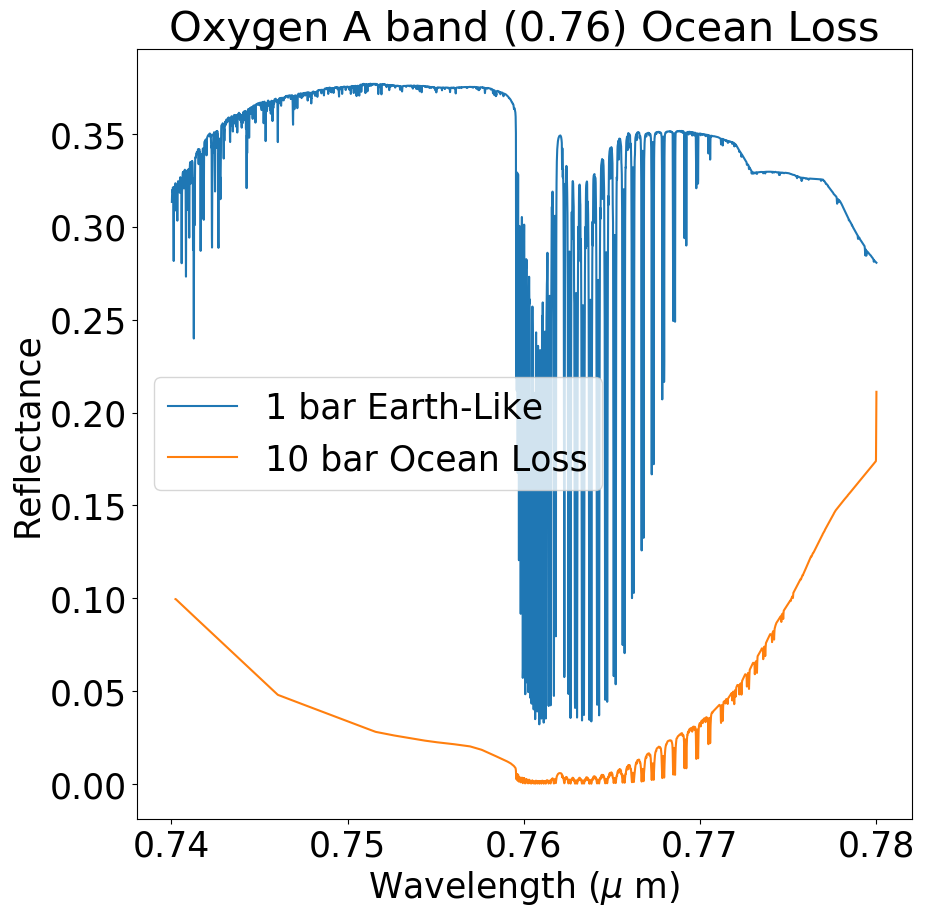 Oxygen A band (0.76) Ocean Loss
0.35
0.30
0.25
0.20
0.15
0.10
0.05
0.00
Reflectance
1 bar Earth-Like
10 bar Ocean Loss
0.74 0.75 0.76 0.77 0.78
Wavelength (μ m)